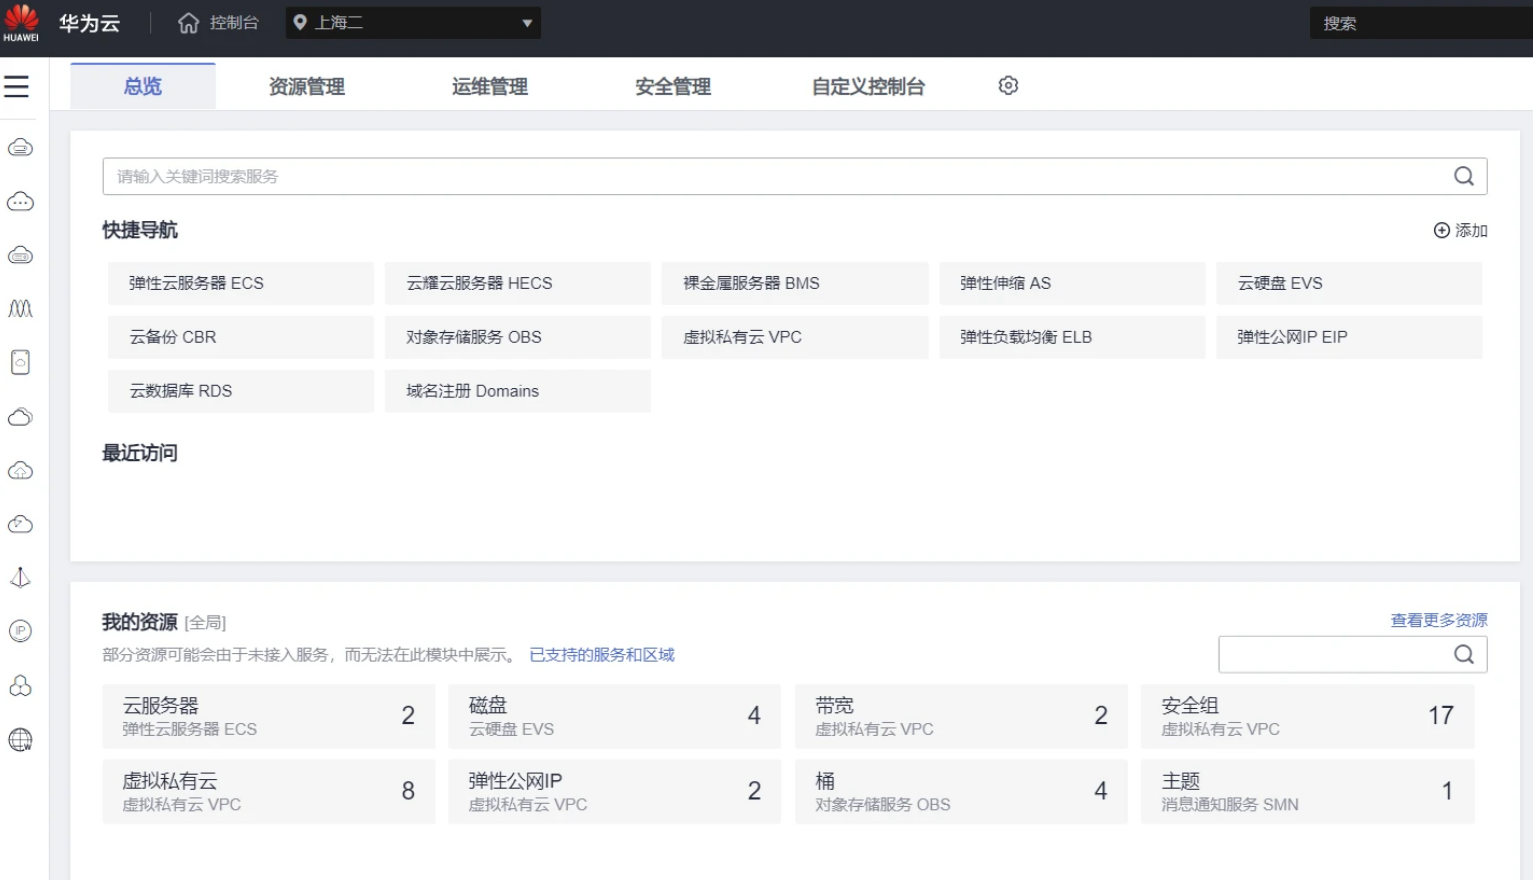 HUAWEI
华为云
控制台
上海二
搜索
总览
资源管理
运维管理
安全管理
自定义控制台
请输入关键词搜索服务
快捷导航
添加
弹性云服务器 ECS
云耀云服务器 HECS
裸金属服务器 BMS
弹性伸缩 AS
云硬盘 EVS
云备份 CBR
对象存储服务 OBS
虚拟私有云 VPC
弹性负载均衡 ELB
弹性公网IP EIP
云数据库 RDS
域名注册 Domains
最近访问
我的资源 [全局]
查看更多资源
部分资源可能会由于未接入服务，而无法在此模块中展示。 已支持的服务和区域
云服务器
弹性云服务器 ECS
2
磁盘
云硬盘 EVS
4
带宽
虚拟私有云 VPC
2
安全组
虚拟私有云 VPC
17
虚拟私有云
虚拟私有云 VPC
8
弹性公网IP
虚拟私有云 VPC
2
桶
对象存储服务 OBS
4
主题
消息通知服务 SMN
1
IP